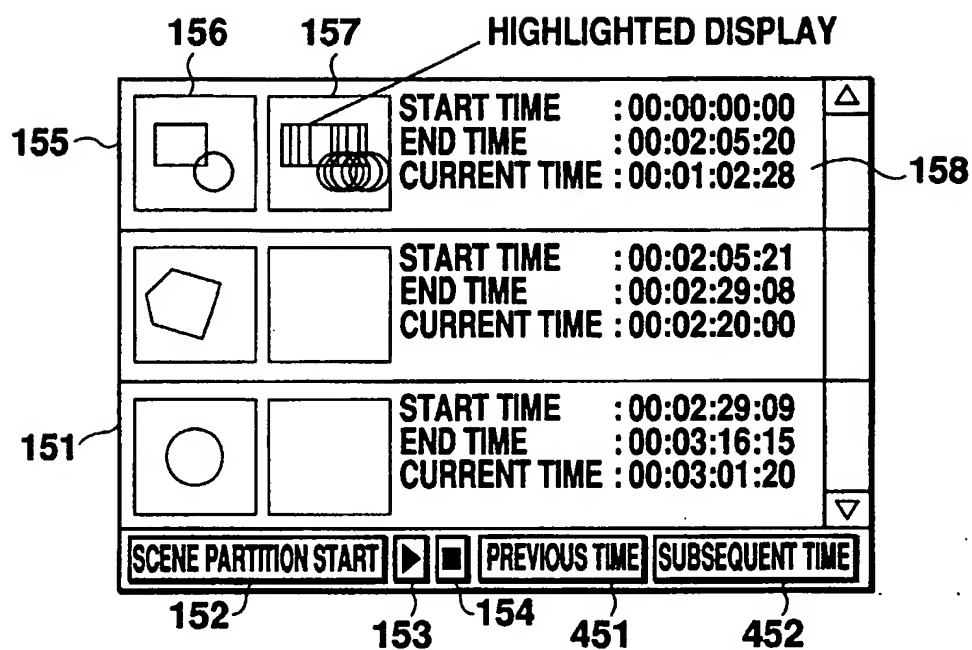 156 157 HIGHLIGHTED DISPLAY
155
START TIME : 00:00:00:00
END TIME : 00:02:05:20
CURRENT TIME : 00:01:02:28
158
START TIME : 00:02:05:21
END TIME : 00:02:29:08
CURRENT TIME : 00:02:20:00
151
START TIME : 00:02:29:09
END TIME : 00:03:16:15
CURRENT TIME : 00:03:01:20
SCENE PARTITION START PREVIOUS TIME SUBSEQUENT TIME
152 153 154 451 452